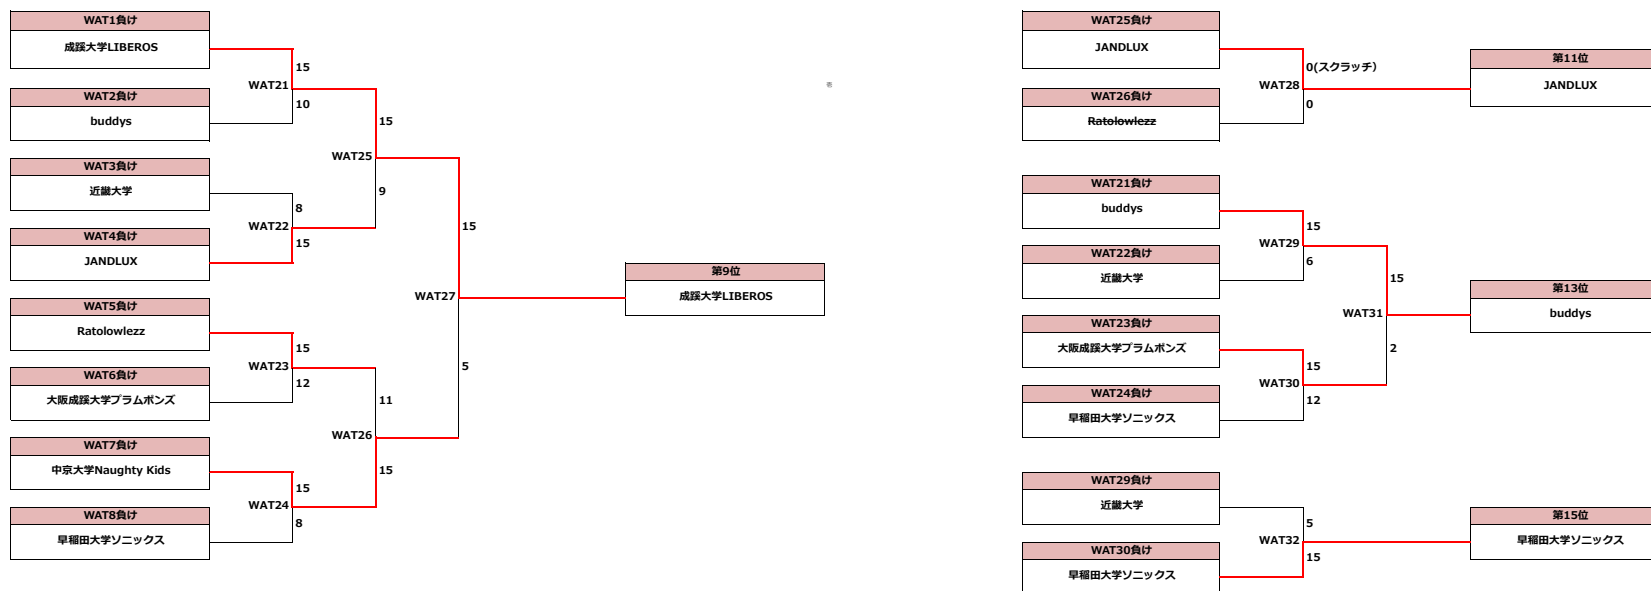 WAT1負け
成蹊大学LIBEROS
15
WAT21
10
WAT2負け
buddys
15
WAT25
9
WAT3負け
近畿大学
8
WAT22
15
WAT4負け
JANDLUX
15
WAT27
5
第9位
成蹊大学LIBEROS
WAT5負け
Ratolowlezz
15
WAT23
12
WAT6負け
大阪成蹊大学プラムポンズ
11
WAT26
15
WAT7負け
中京大学Naughty Kids
15
WAT24
8
WAT8負け
早稲田大学ソニックス
WAT25負け
JANDLUX
0(スクラッチ)
WAT28
0
WAT26負け
Ratolowlezz
第11位
JANDLUX
WAT21負け
buddys
15
WAT29
6
WAT22負け
近畿大学
15
WAT31
2
第13位
buddys
WAT23負け
大阪成蹊大学プラムポンズ
15
WAT30
12
WAT24負け
早稲田大学ソニックス
WAT29負け
近畿大学
5
WAT32
15
WAT30負け
早稲田大学ソニックス
第15位
早稲田大学ソニックス